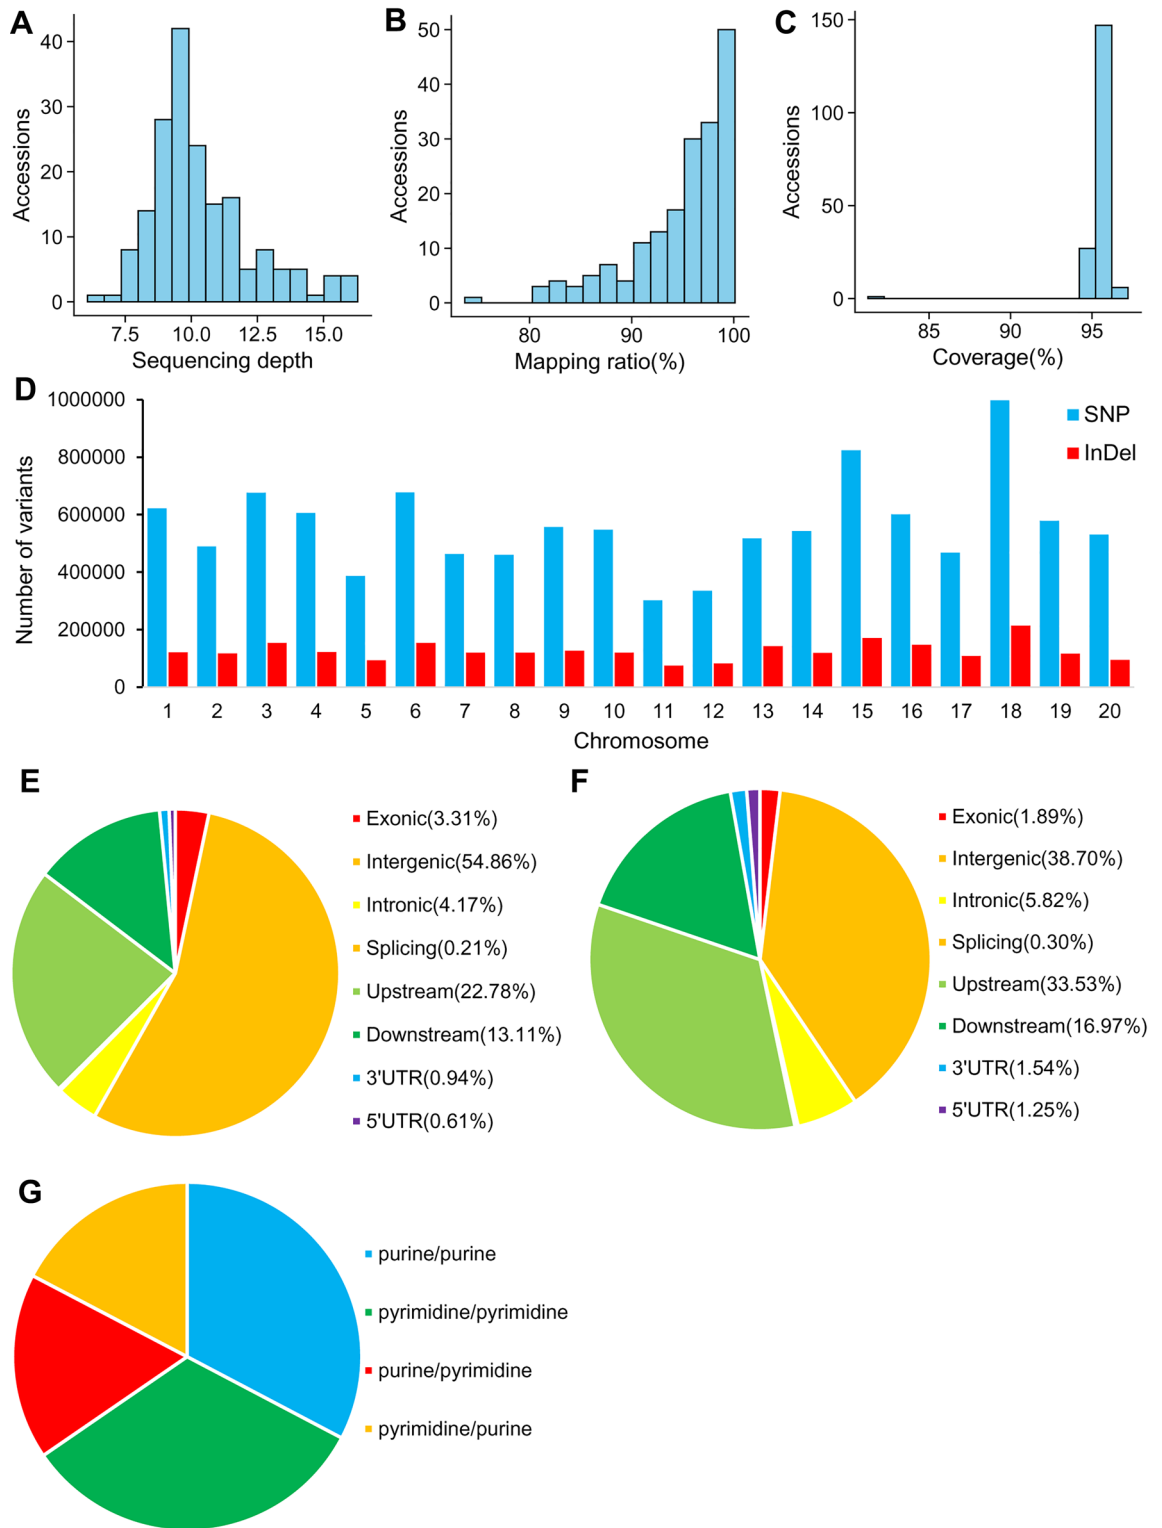 A
40
30
20
10
0
Accessions
7.5 10.0 12.5 15.0
Sequencing depth
B
50
40
30
20
10
0
Accessions
80 90 100
Mapping ratio(%)
C
150
100
50
0
Accessions
85 90 95
Coverage(%)
D
1000000
800000
600000
400000
200000
0
Number of variants
SNP
InDel
1 2 3 4 5 6 7 8 9 10 11 12 13 14 15 16 17 18 19 20
Chromosome
E
Exonic(3.31%)
Intergenic(54.86%)
Intronic(4.17%)
Splicing(0.21%)
Upstream(22.78%)
Downstream(13.11%)
3'UTR(0.94%)
5'UTR(0.61%)
F
Exonic(1.89%)
Intergenic(38.70%)
Intronic(5.82%)
Splicing(0.30%)
Upstream(33.53%)
Downstream(16.97%)
3'UTR(1.54%)
5'UTR(1.25%)
G
purine/purine
pyrimidine/pyrimidine
purine/pyrimidine
pyrimidine/purine